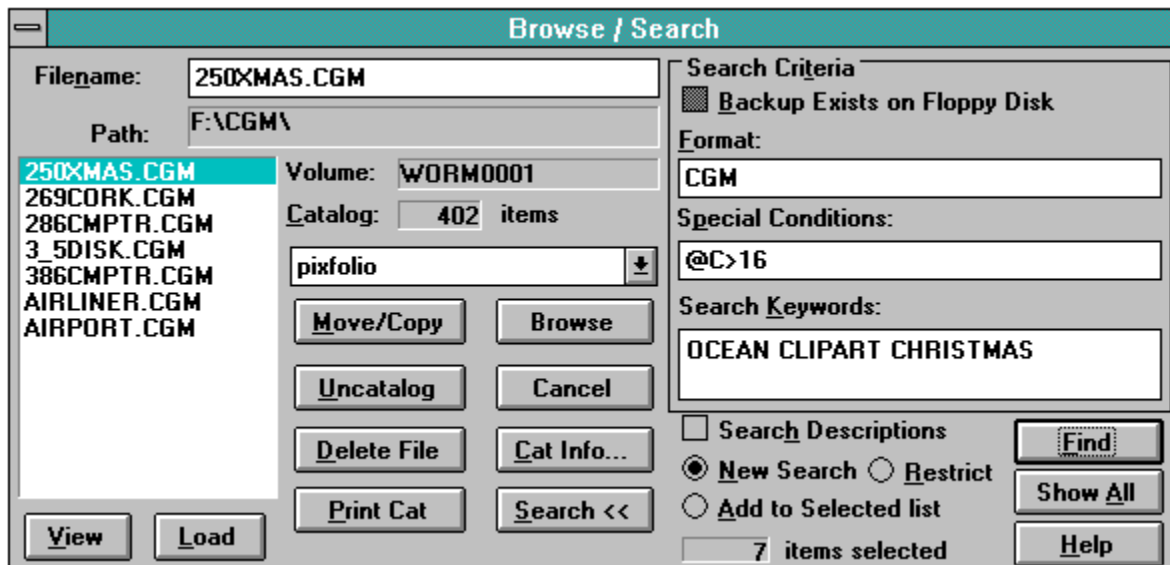 Browse / Search
Filename: 250XMAS.CGM
Path: F:\CGM\
250XMAS.CGM
269CORK.CGM
286CMPTR.CGM
3_5DISK.CGM
386CMPTR.CGM
AIRLINER.CGM
AIRPORT.CGM
View Load
Volume: WORM0001
Catalog: 402 items
pixfolio
Move/Copy Browse
Uncatalog Cancel
Delete File Cat Info...
Print Cat Search <<
Search Criteria
Backup Exists on Floppy Disk
Format:
CGM
Special Conditions:
@C>16
Search Keywords:
OCEAN CLIPART CHRISTMAS
Search Descriptions
New Search Restrict
Add to Selected list
7 items selected
Find
Show All
Help